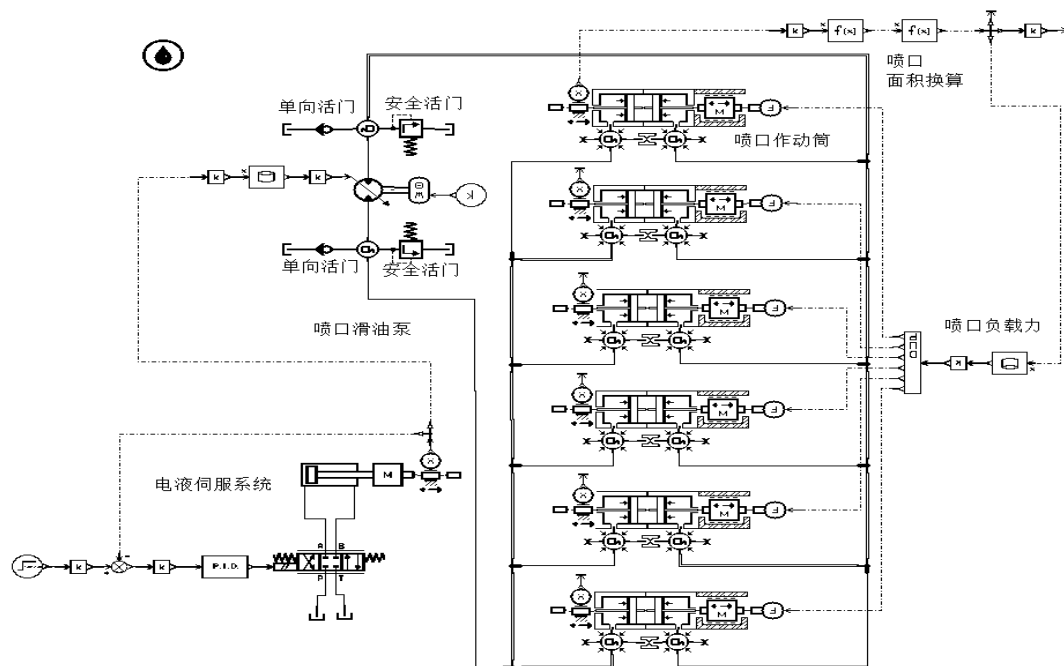 喷口
面积换算
f(x)
f(x)
k
k
单向活门
安全活门
喷口作动筒
单向活门
安全活门
喷口滑油泵
喷口负载力
电液伺服系统
k
k
k
k
k
P.I.D.
M
A B
P T
X
X
X
X
X
X
X
M
M
M
M
M
M
F
F
F
F
F
F